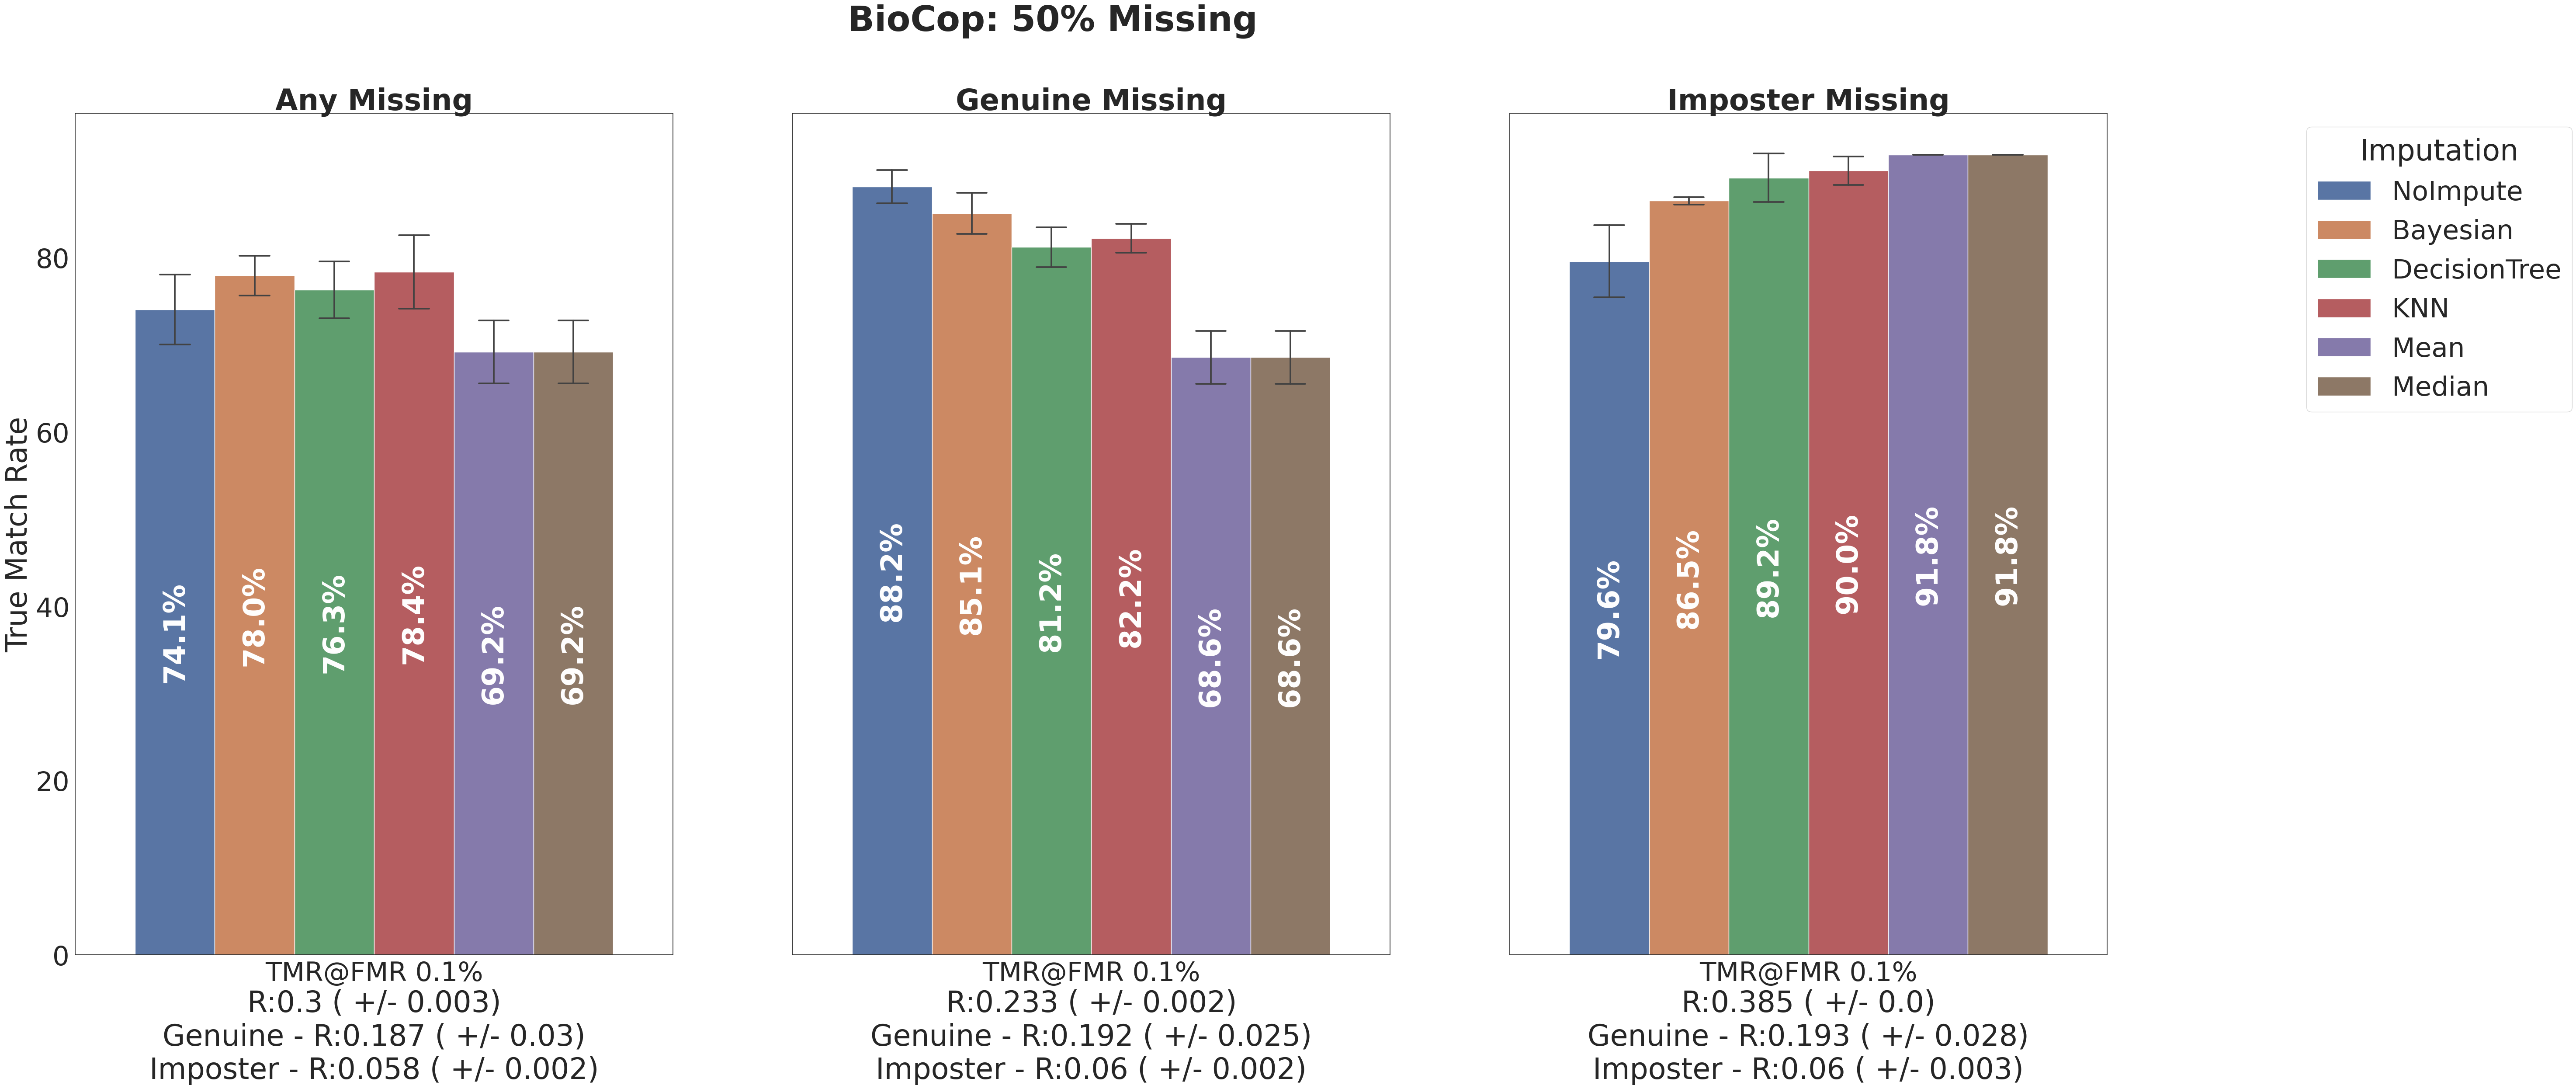 BioCop: 50% Missing
Any Missing
Genuine Missing
Imposter Missing
True Match Rate
80
60
40
20
0
74.1%
78.0%
76.3%
78.4%
69.2%
69.2%
88.2%
85.1%
81.2%
82.2%
68.6%
68.6%
79.6%
86.5%
89.2%
90.0%
91.8%
91.8%
TMR@FMR 0.1%
R:0.3 ( +/- 0.003)
Genuine - R:0.187 ( +/- 0.03)
Imposter - R:0.058 ( +/- 0.002)
TMR@FMR 0.1%
R:0.233 ( +/- 0.002)
Genuine - R:0.192 ( +/- 0.025)
Imposter - R:0.06 ( +/- 0.002)
TMR@FMR 0.1%
R:0.385 ( +/- 0.0)
Genuine - R:0.193 ( +/- 0.028)
Imposter - R:0.06 ( +/- 0.003)
Imputation
NoImpute
Bayesian
DecisionTree
KNN
Mean
Median